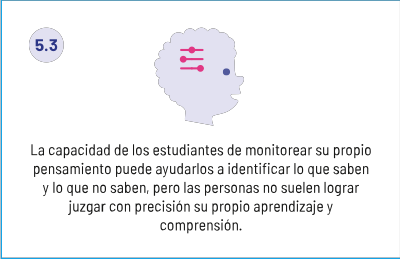 5.3
La capacidad de los estudiantes de monitorear su propio
pensamiento puede ayudarlos a identificar lo que saben
y lo que no saben, pero las personas no suelen lograr
juzgar con precisión su propio aprendizaje y
comprensión.